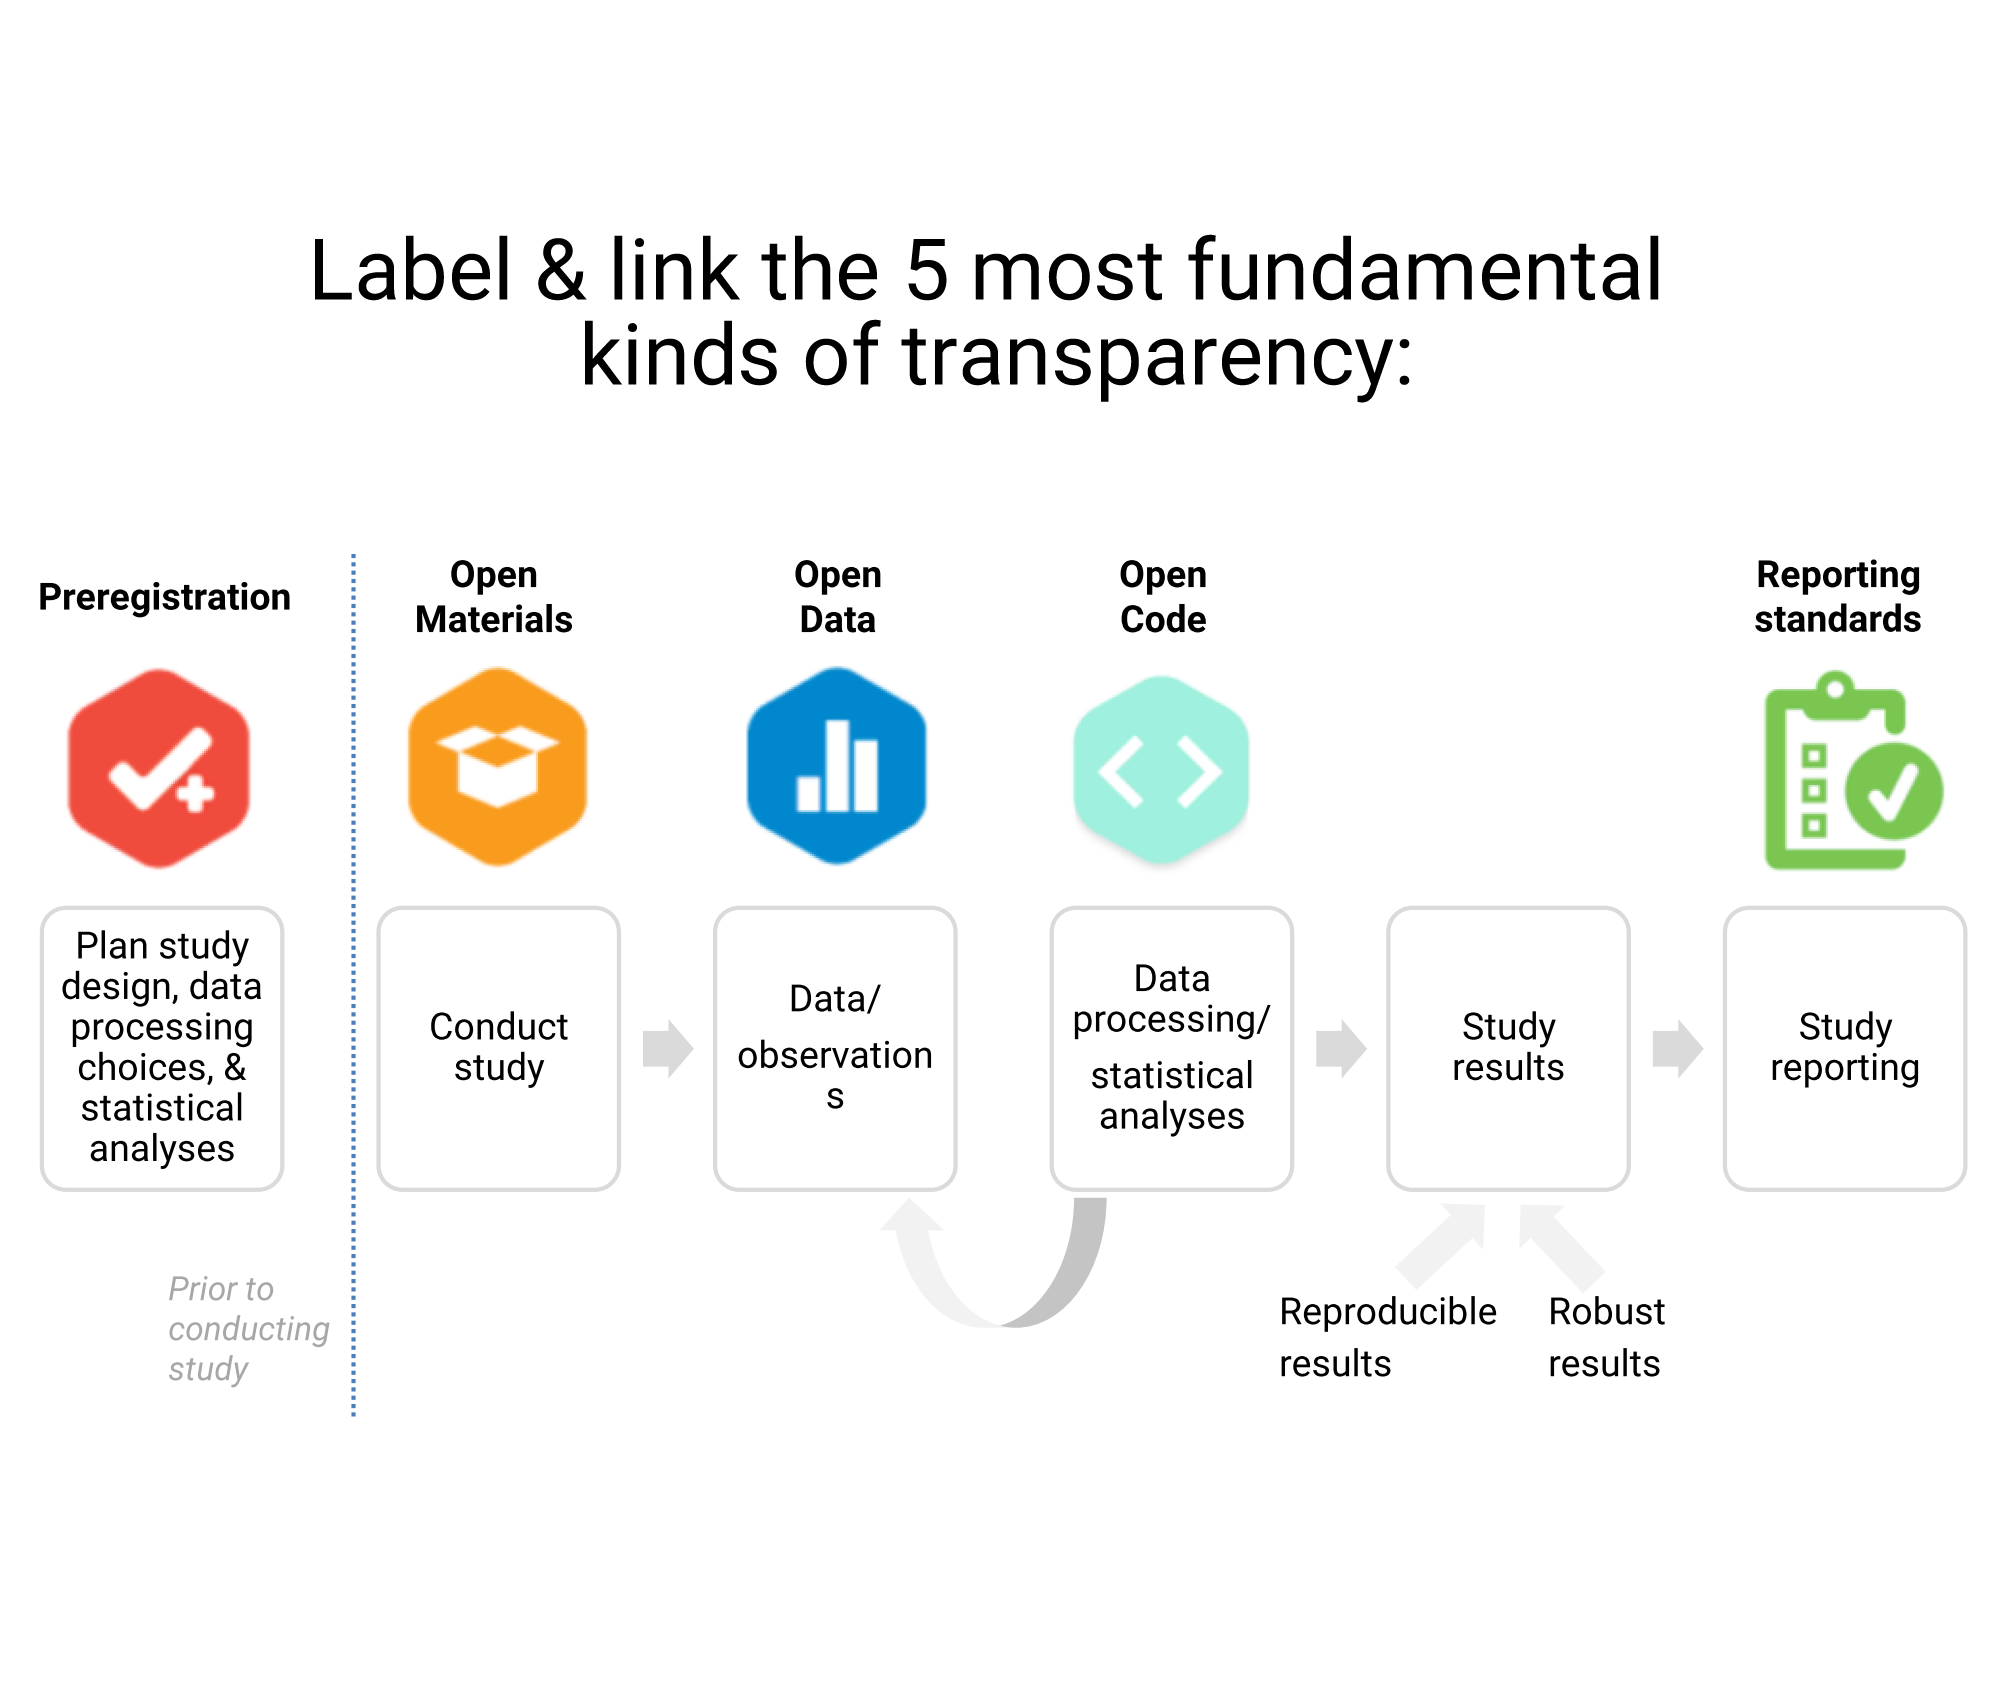 Label & link the 5 most fundamental
kinds of transparency:
Preregistration
Open
Materials
Open
Data
Open
Code
Reporting
standards
Plan study
design, data
processing
choices, &
statistical
analyses
Conduct
study
Data/
observation
s
Data
processing/
statistical
analyses
Study
results
Study
reporting
Prior to
conducting
study
Reproducible
results
Robust
results